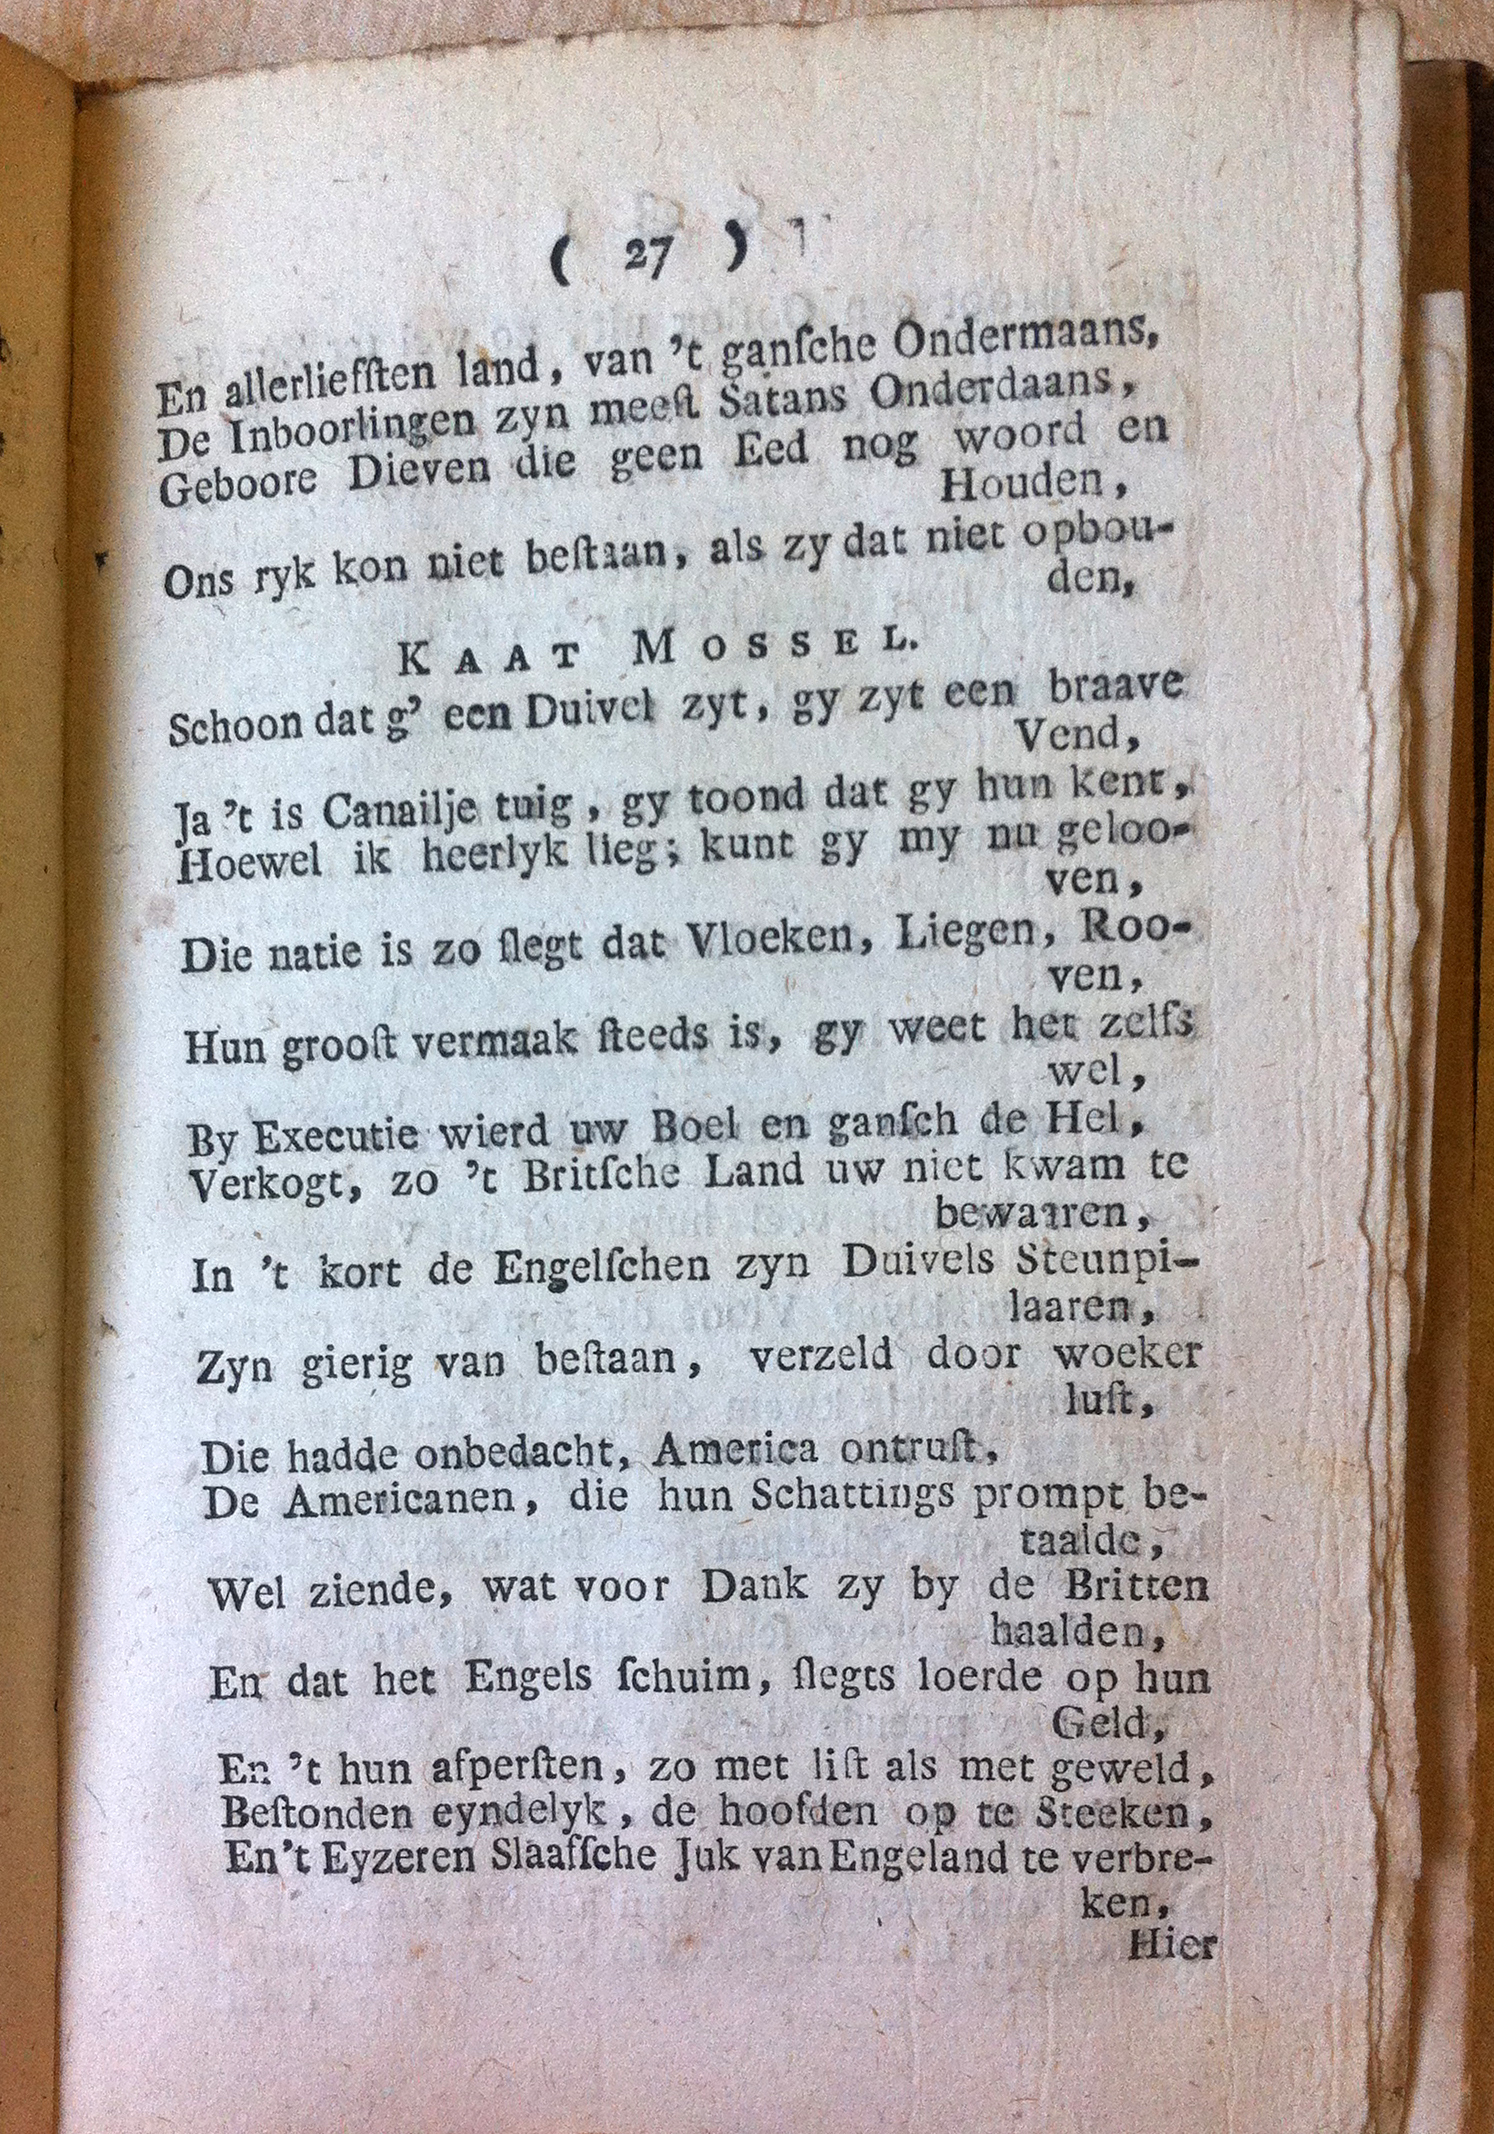 ( 27 )
En allerliefſten land, van 't ganſche Ondermaans,
De Inboorlingen zyn meeſt Satans Onderdaans,
Geboore Dieven die geen Eed nog woord en
Houden,
Ons ryk kon niet beſtaan, als zy dat niet opbou-
den,
KAAT MOSSEL.
Schoon dat g' een Duivel zyt, gy zyt een braave
Vend,
Ja 't is Canailje tuig, gy toond dat gy hun kent,
Hoewel ik heerlyk lieg; kunt gy my nu geloo-
ven,
Die natie is zo ſlegt dat Vloeken, Liegen, Roo-
ven,
Hun grooſt vermaak ſteeds is, gy weet het zelfs
wel,
By Executie wierd uw Boel en ganſch de Hel,
Verkogt, zo 't Britſche Land uw niet kwam te
bewaaren,
In 't kort de Engelſchen zyn Duivels Steunpi-
laaren,
Zyn gierig van beſtaan, verzeld door woeker
luſt,
Die hadde onbedacht, America ontruſt,
De Americanen, die hun Schattings prompt be-
taalde,
Wel ziende, wat voor Dank zy by de Britten
haalden,
En dat het Engels ſchuim, ſlegts loerde op hun
Geld,
En 't hun afperſten, zo met liſt als met geweld,
Beſtonden eyndelyk, de hoofden op te Steeken,
En 't Eyzeren Slaafſche Juk van Engeland te verbre-
ken,
Hier